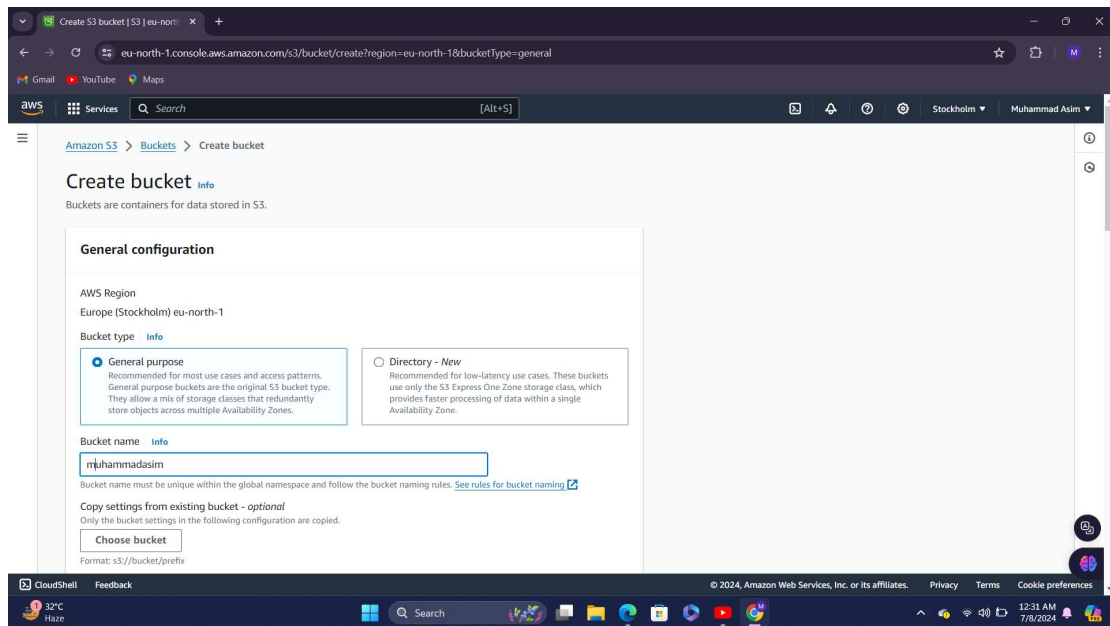 Create S3 bucket | S3 | eu-north
eu-north-1.console.aws.amazon.com/s3/bucket/create?region=eu-north-1&bucketType=general
M
Gmail YouTube Maps
aws Services Search [Alt+S] Stockholm Muhammad Asim
Amazon S3 > Buckets > Create bucket
Create bucket Info
Buckets are containers for data stored in S3.
General configuration
AWS Region
Europe (Stockholm) eu-north-1
Bucket type Info
General purpose
Recommended for most use cases and access patterns.
General purpose buckets are the original S3 bucket type.
They allow a mix of storage classes that redundantly
store objects across multiple Availability Zones.
Directory - New
Recommended for low-latency use cases. These buckets
use only the S3 Express One Zone storage class, which
provides faster processing of data within a single
Availability Zone.
Bucket name Info
muhammadasim
Bucket name must be unique within the global namespace and follow the bucket naming rules. See rules for bucket naming
Copy settings from existing bucket - optional
Only the bucket settings in the following configuration are copied.
Choose bucket
Format: s3://bucket/prefix
CloudShell Feedback © 2024, Amazon Web Services, Inc. or its affiliates. Privacy Terms Cookie preferences
1 32°C Search 12:31 AM
Haze 7/8/2024